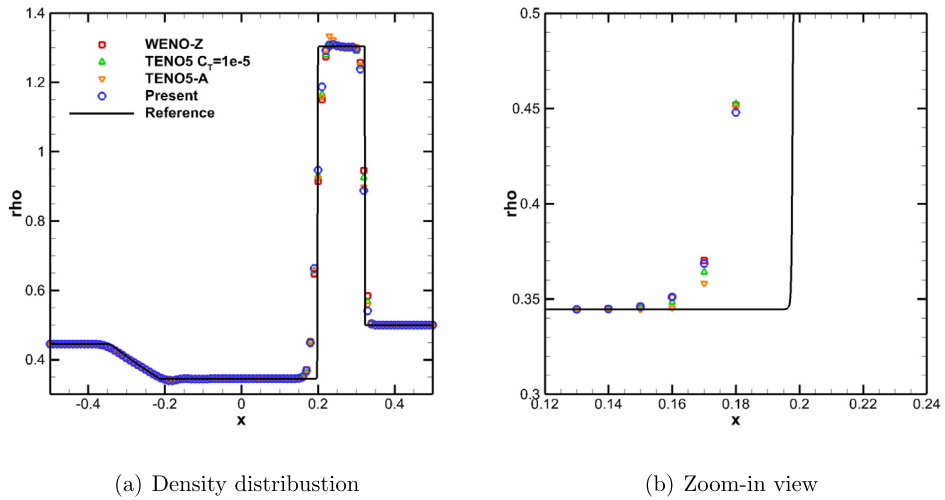 1.4
1.2
1
0.8
0.6
0.4
rho
WENO-Z
TENO5 C_T=1e-5
TENO5-A
Present
Reference
-0.4
-0.2
0
0.2
0.4
x
0.5
0.45
0.4
0.35
0.3
rho
0.12
0.14
0.16
0.18
0.2
0.22
0.24
x
(a) Density distribustion
(b) Zoom-in view